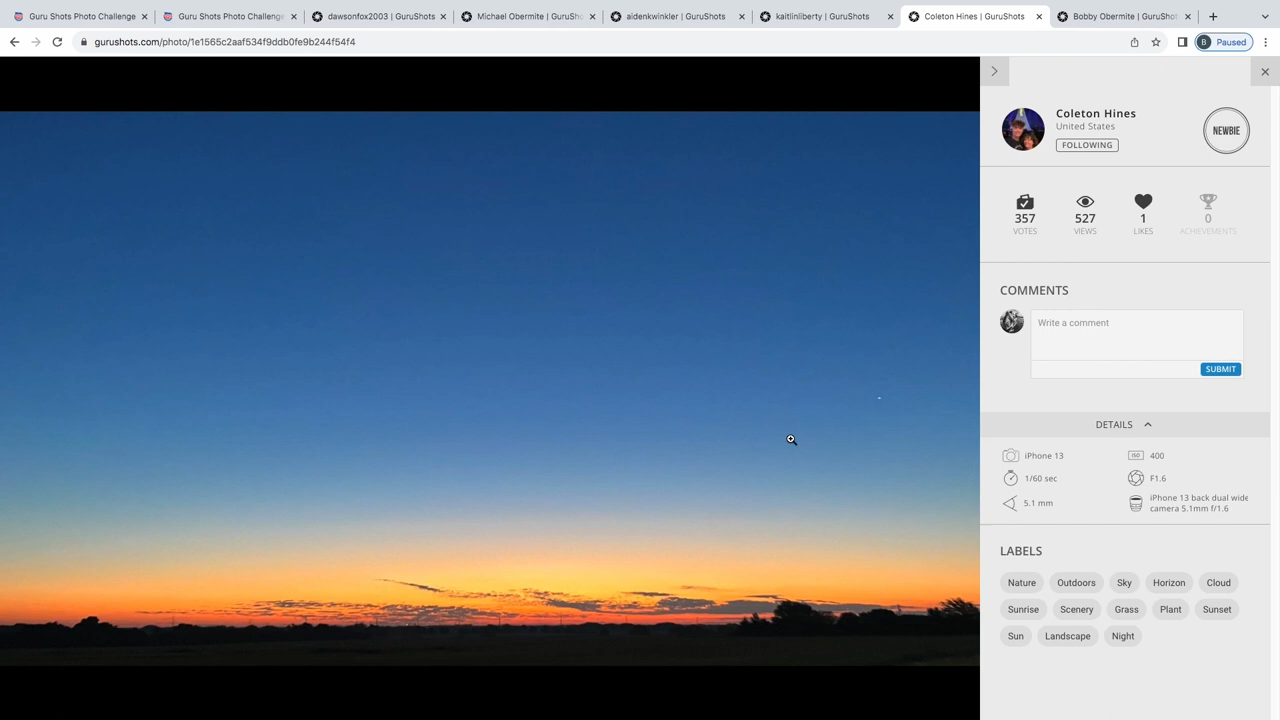 Guru Shots Photo Challenge
Guru Shots Photo Challenge
dawsonfox2003 | GuruShots
Michael Obermite | GuruSho
aidenkwinkler | GuruShots
kaitlinliberty | GuruShots
Coleton Hines | GuruShots
Bobby Obermite | GuruShot
gurushots.com/photo/1e1565c2aaf534f9ddb0fe9b244f54f4
B Paused
Coleton Hines
United States
FOLLOWING
NEWBIE
357
VOTES
527
VIEWS
1
LIKES
0
ACHIEVEMENTS
COMMENTS
Write a comment
SUBMIT
DETAILS
iPhone 13
ISO 400
1/60 sec
F1.6
5.1 mm
iPhone 13 back dual wide
camera 5.1mm f/1.6
LABELS
Nature Outdoors Sky Horizon Cloud
Sunrise Scenery Grass Plant Sunset
Sun Landscape Night